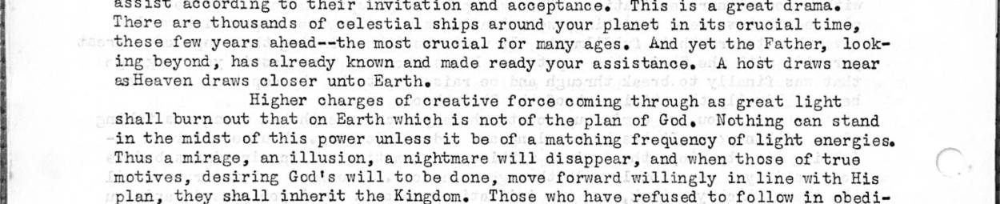 assist according to their invitation and acceptance. This is a great drama.
There are thousands of celestial ships around your planet in its crucial time,
these few years ahead--the most crucial for many ages. And yet the Father, look-
ing beyond, has already known and made ready your assistance. A host draws near
as Heaven draws closer unto Earth.
Higher charges of creative force coming through as great light
shall burn out that on Earth which is not of the plan of God. Nothing can stand
in the midst of this power unless it be of a matching frequency of light energies.
Thus a mirage, an illusion, a nightmare will disappear, and when those of true
motives, desiring God's will to be done, move forward willingly in line with His
plan, they shall inherit the Kingdom. Those who have refused to follow in obedi-